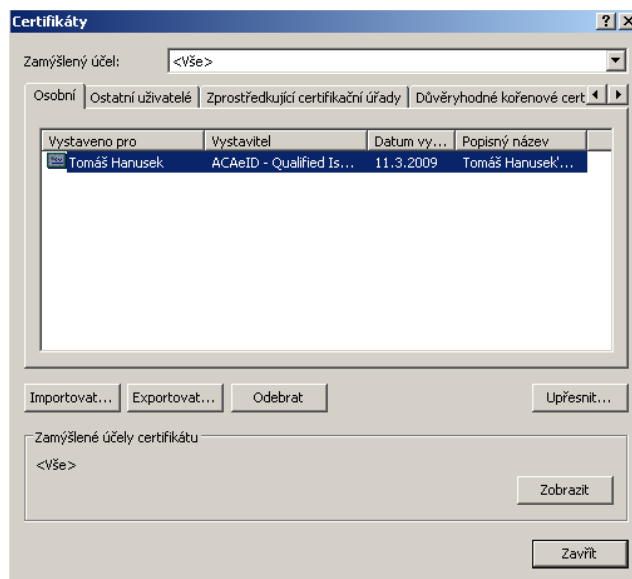 Certifikáty
Zamýšlený účel: <Vše>
Osobní Ostatní uživatelé Zprostředkující certifikační úřady Důvěryhodné kořenové cert
Vystaveno pro Vystavitel Datum vy... Popisný název
Tomáš Hanusek ACAeID - Qualified Is... 11.3.2009 Tomáš Hanusek'...
Importovat... Exportovat... Odebrat Upřesnit...
Zamýšlené účely certifikátu
<Vše>
Zobrazit
Zavřít